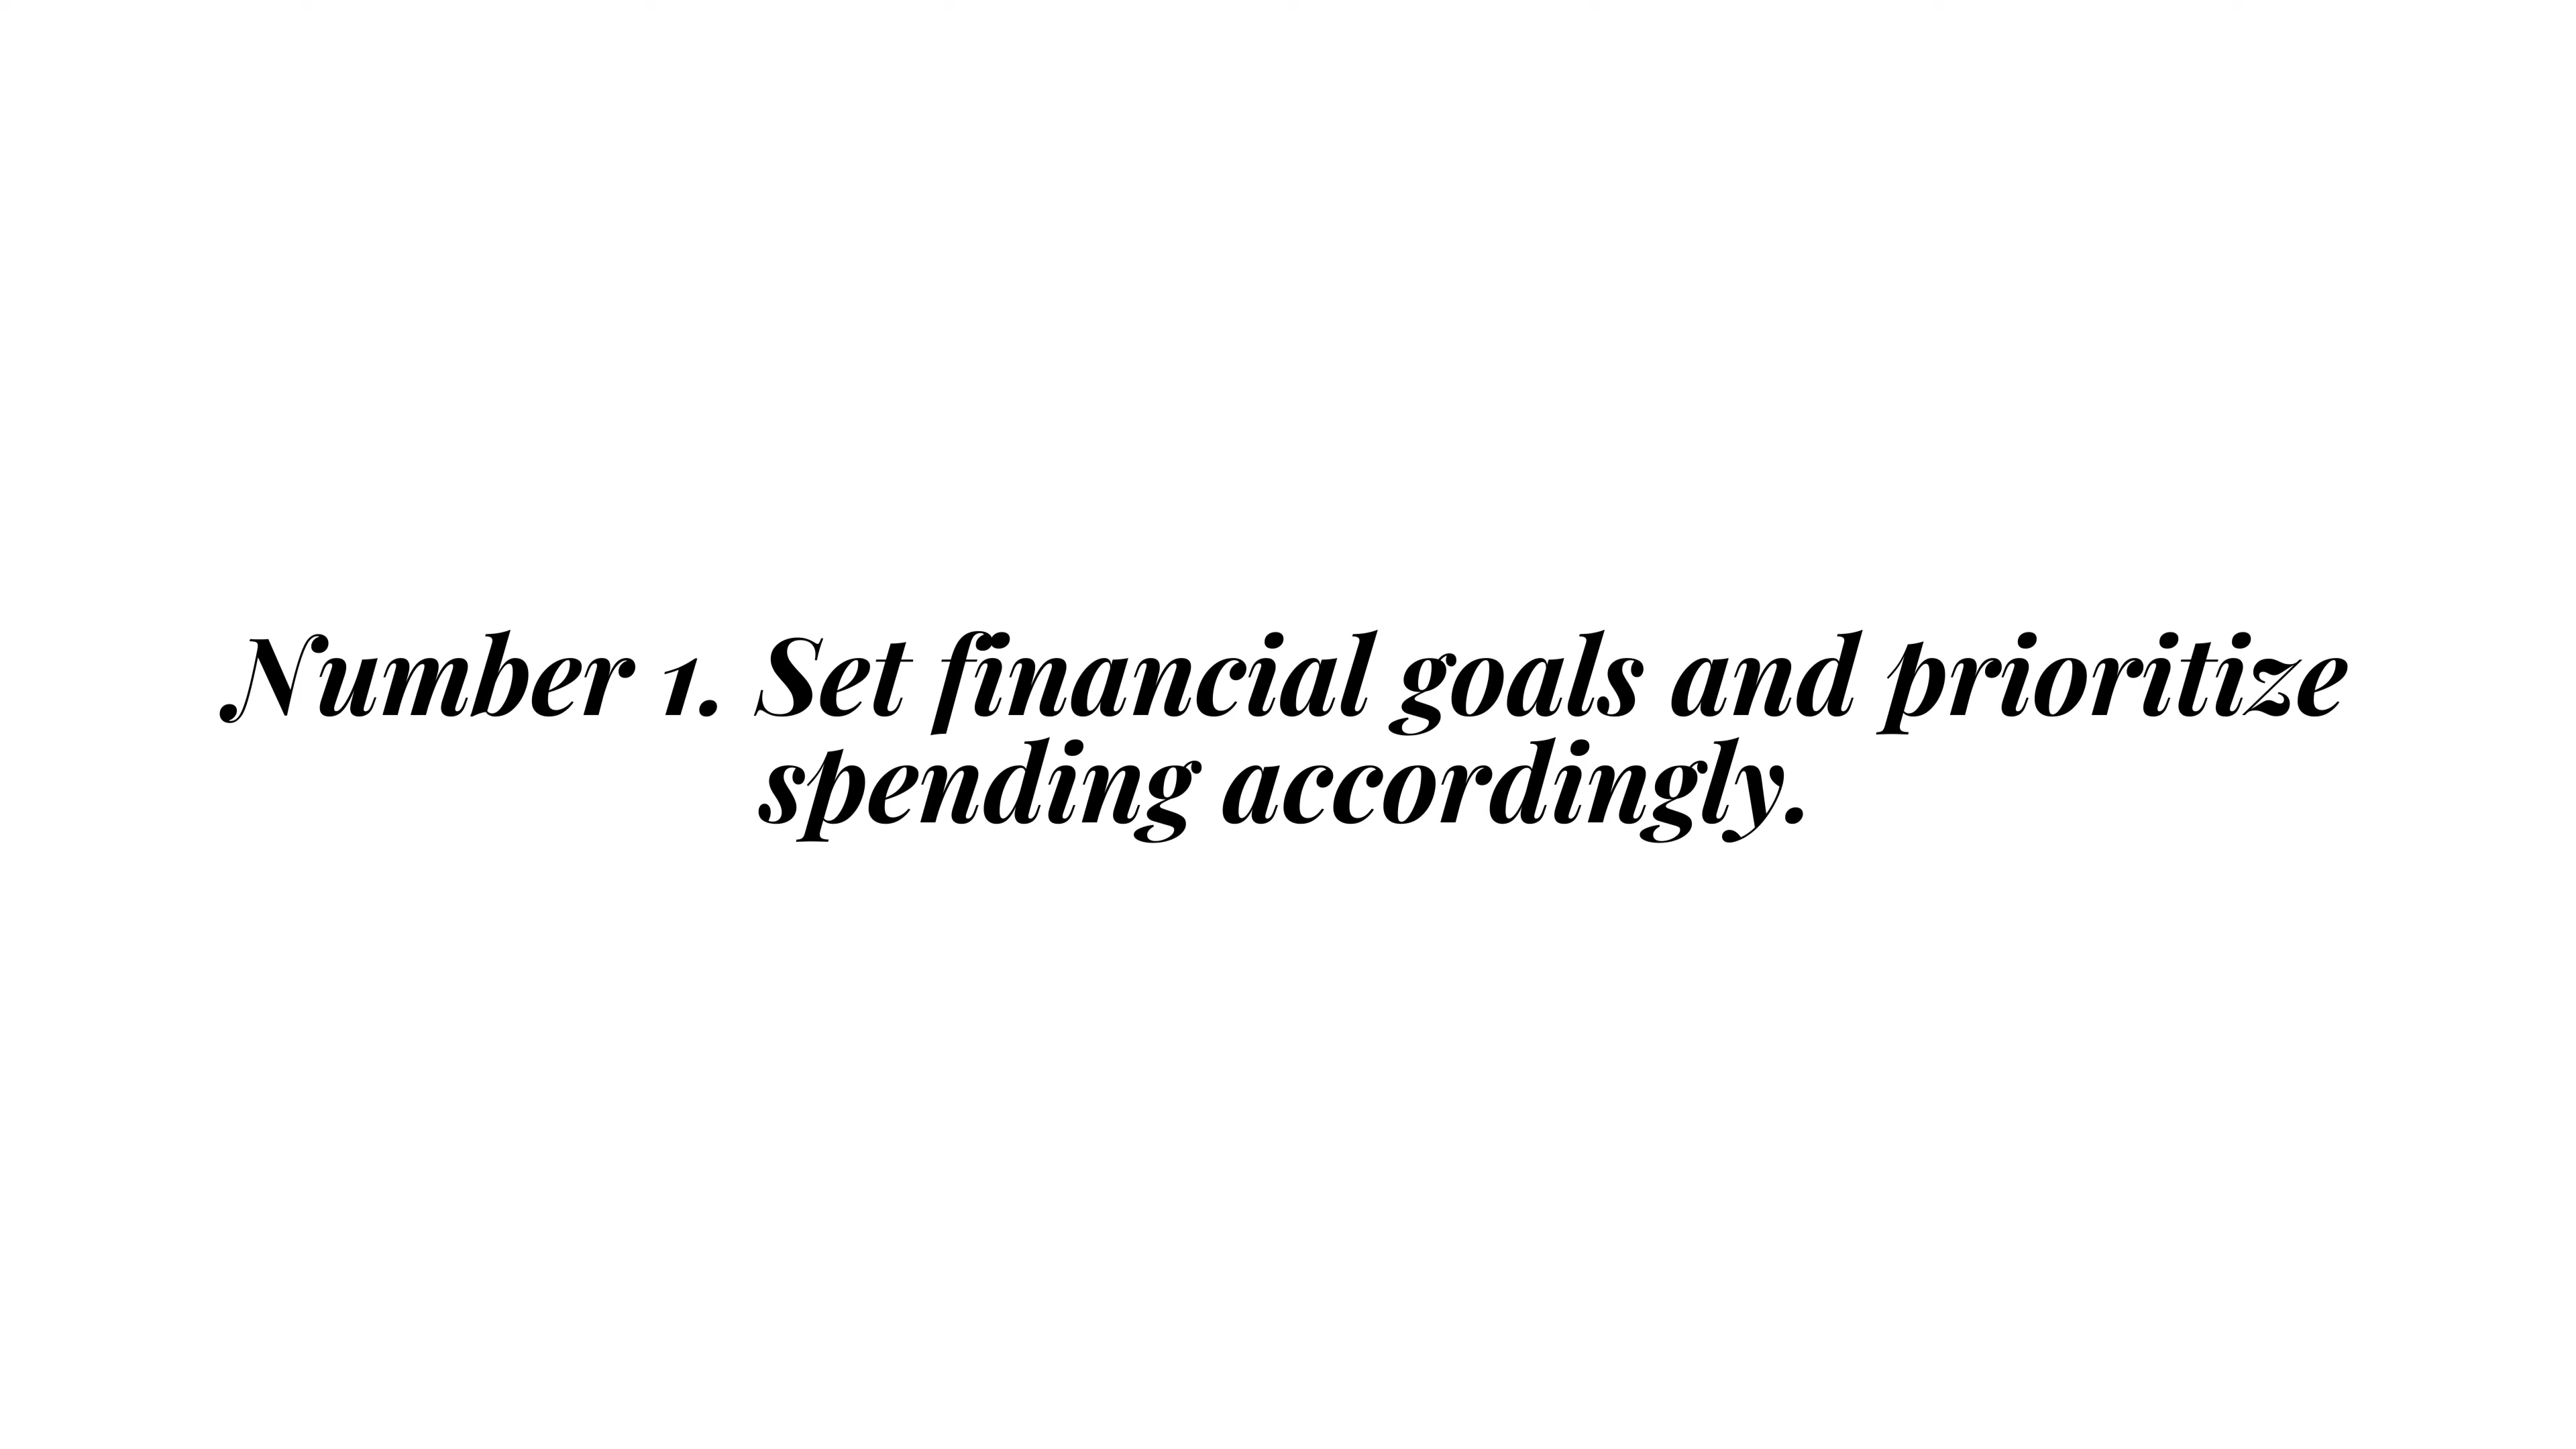 Number 1. Set financial goals and prioritize
spending accordingly.